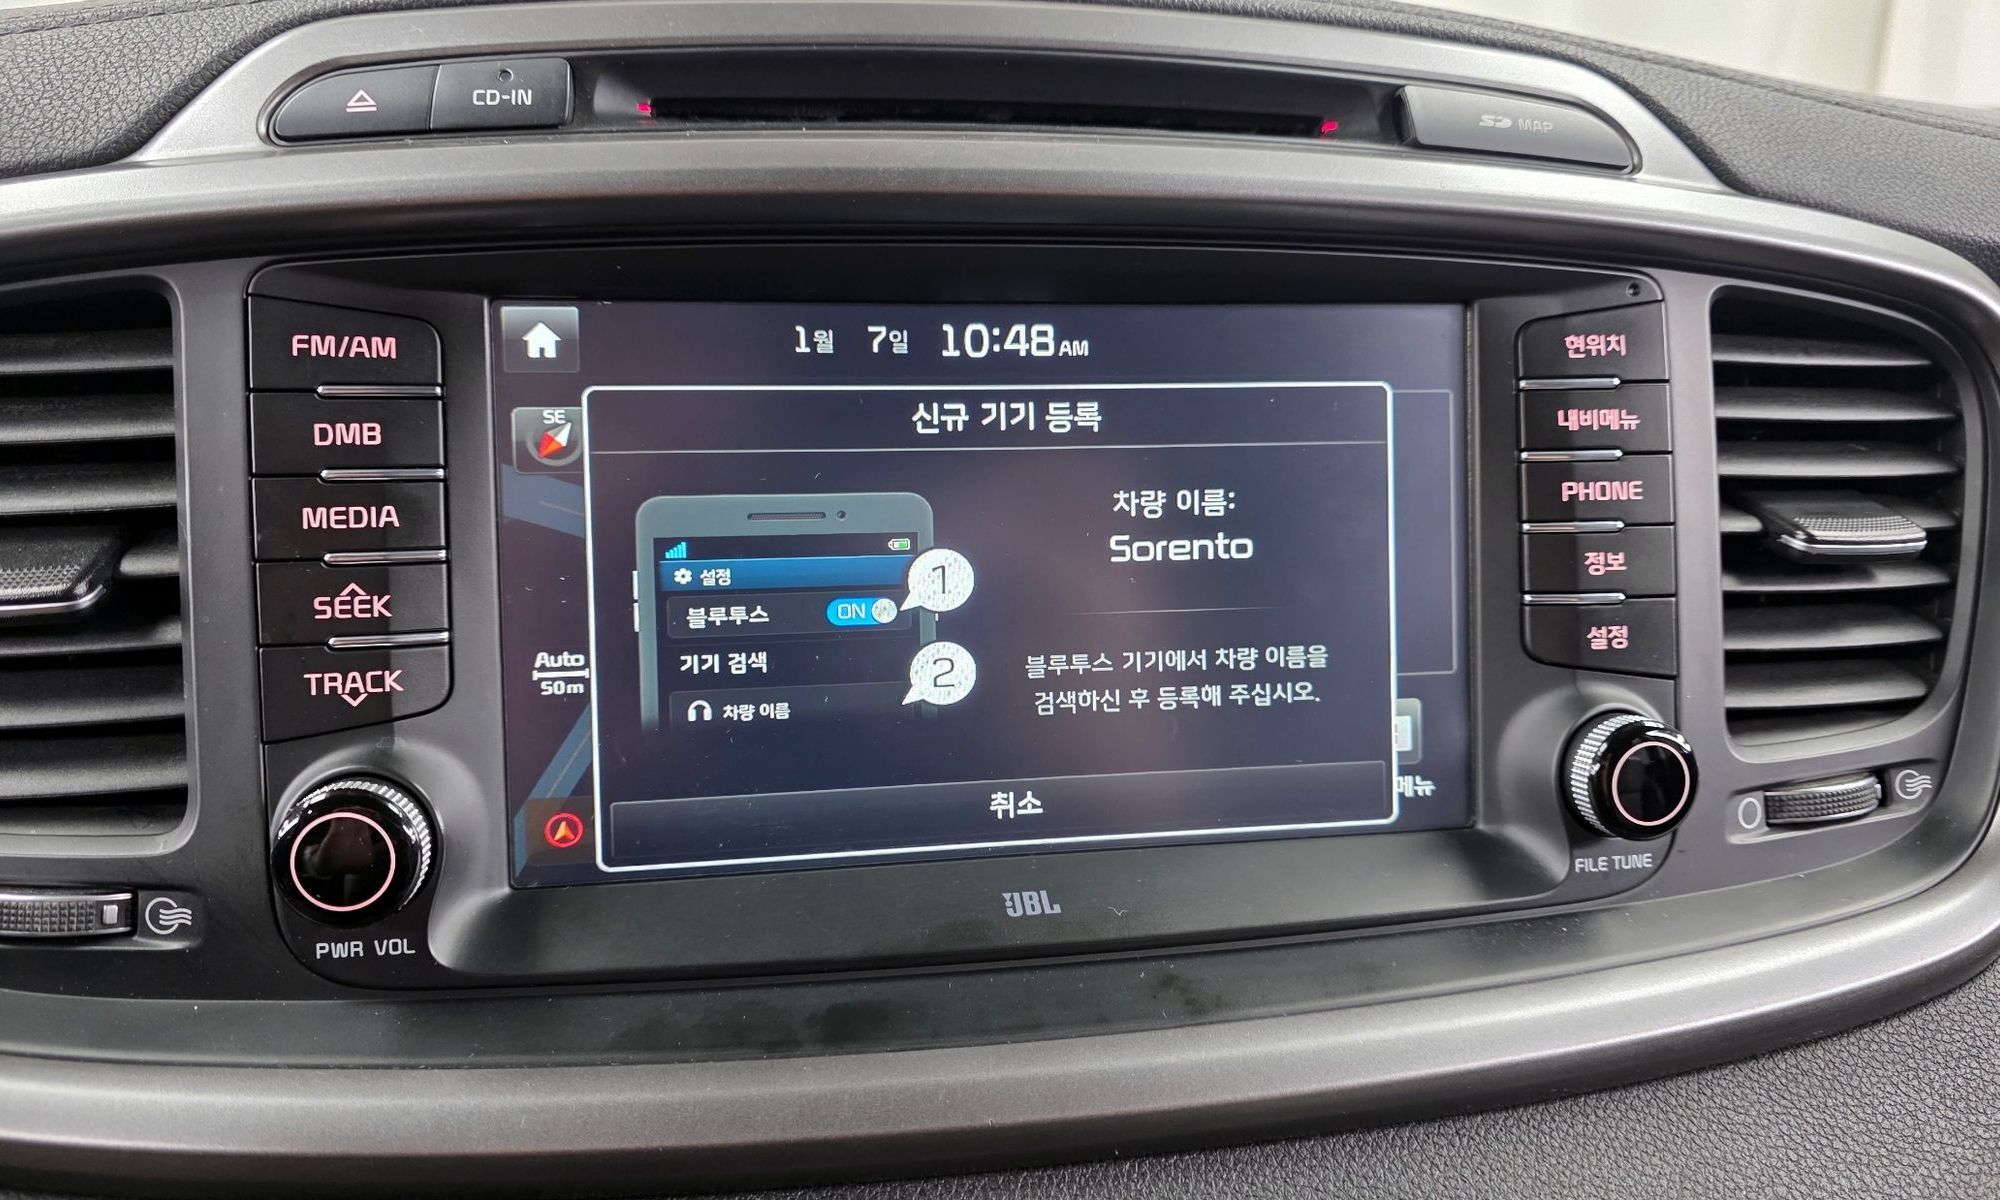 CD-IN
SD MAP
FM/AM
DMB
MEDIA
SEEK
TRACK
PWR VOL
1월 7일 10:48 AM
SE
Auto
50m
신규 기기 등록
설정
블루투스 ON
1
기기 검색
2
차량 이름
차량 이름:
Sorento
블루투스 기기에서 차량 이름을
검색하신 후 등록해 주십시오.
취소
메뉴
JBL
현위치
내비메뉴
PHONE
정보
설정
FILE TUNE
0